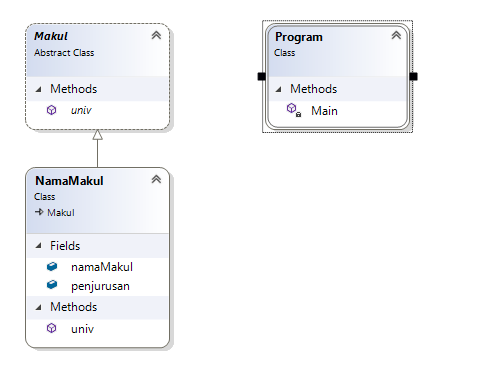 Makul
Abstract Class
Methods
univ
Program
Class
Methods
Main
NamaMakul
Class
Makul
Fields
namaMakul
penjurusan
Methods
univ